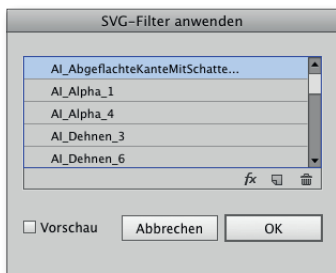 SVG-Filter anwenden
AI_AbgeflachteKanteMitSchatte...
AI_Alpha_1
AI_Alpha_4
AI_Dehnen_3
AI_Dehnen_6
fx
Vorschau
Abbrechen
OK